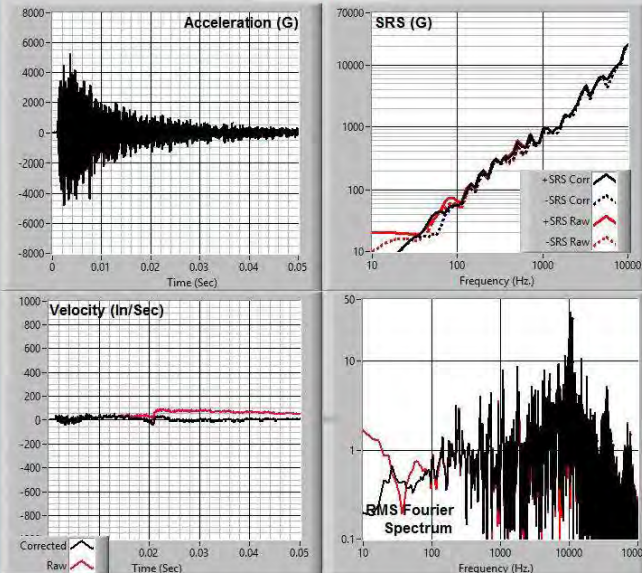 Acceleration (G)
8000
6000
4000
2000
0
-2000
-4000
-6000
-8000
0 0.01 0.02 0.03 0.04 0.05
Time (Sec)
SRS (G)
70000
10000
1000
100
10
+SRS Corr
-SRS Corr
+SRS Raw
-SRS Raw
10 100 1000 10000
Frequency (Hz.)
Velocity (In/Sec)
1000
800
600
400
200
0
-200
-400
-600
-800
Corrected
Raw
0.02 0.03 0.04 0.05
Time (Sec)
50
10
1
0.1
RMS Fourier
Spectrum
10 100 1000 10000
Frequency (Hz.)